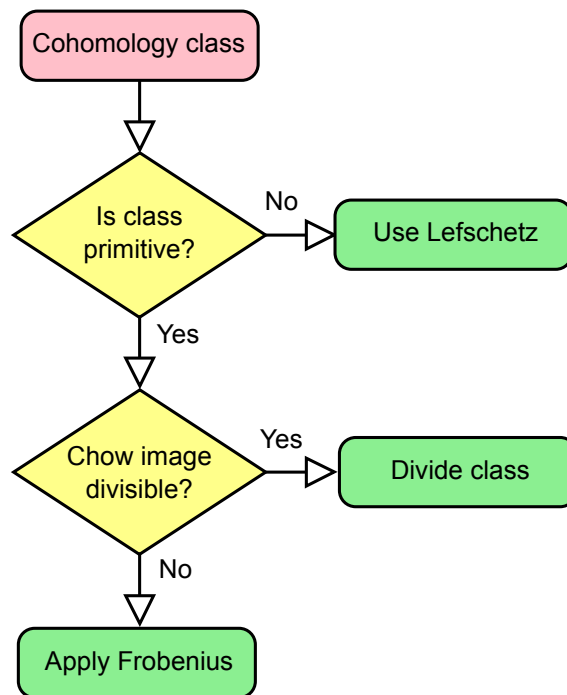 Cohomology class
Is class
primitive?
No
Use Lefschetz
Yes
Chow image
divisible?
Yes
Divide class
No
Apply Frobenius